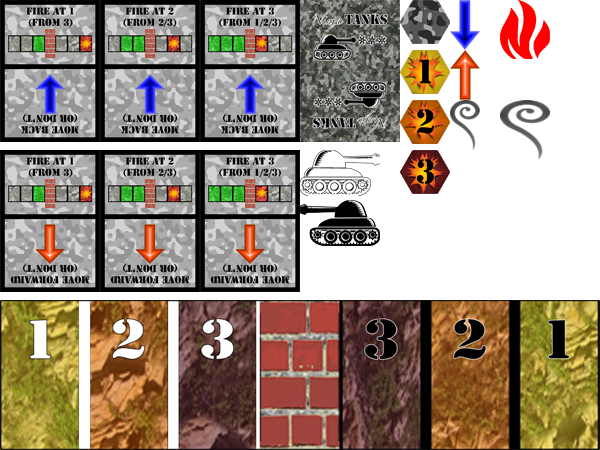 FIRE AT 1
(FROM 3)
MOVE BACK
(OR DON'T)
FIRE AT 2
(FROM 2/3)
MOVE BACK
(OR DON'T)
FIRE AT 3
(FROM 1/2/3)
MOVE BACK
(OR DON'T)
TANKS
TANKS
1
2
3
FIRE AT 1
(FROM 3)
MOVE FORWARD
(OR DON'T)
FIRE AT 2
(FROM 2/3)
MOVE FORWARD
(OR DON'T)
FIRE AT 3
(FROM 1/2/3)
MOVE FORWARD
(OR DON'T)
1 2 3 3 2 1